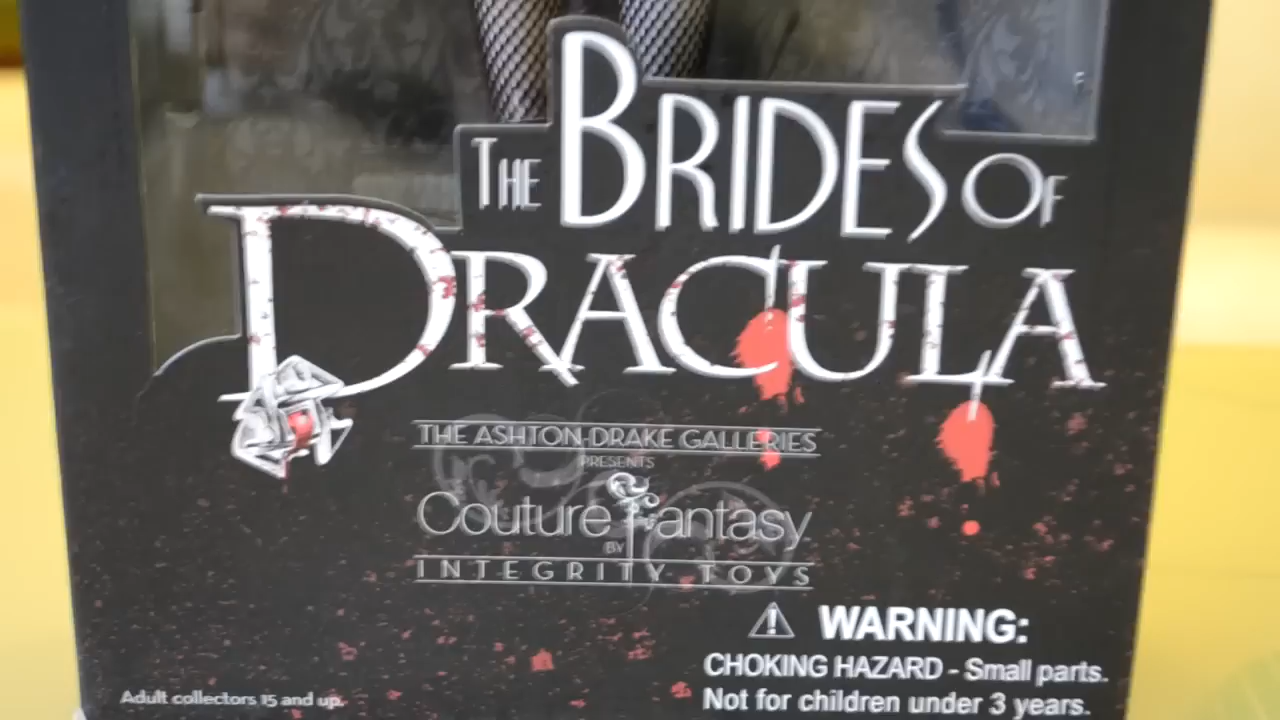 THE BRIDES OF
DRACULA
THE ASHTON-DRAKE GALLERIES
PRESENTS
Couture Fantasy
BY
INTEGRITY TOYS
WARNING:
CHOKING HAZARD - Small parts.
Not for children under 3 years.
Adult collectors 15 and up.